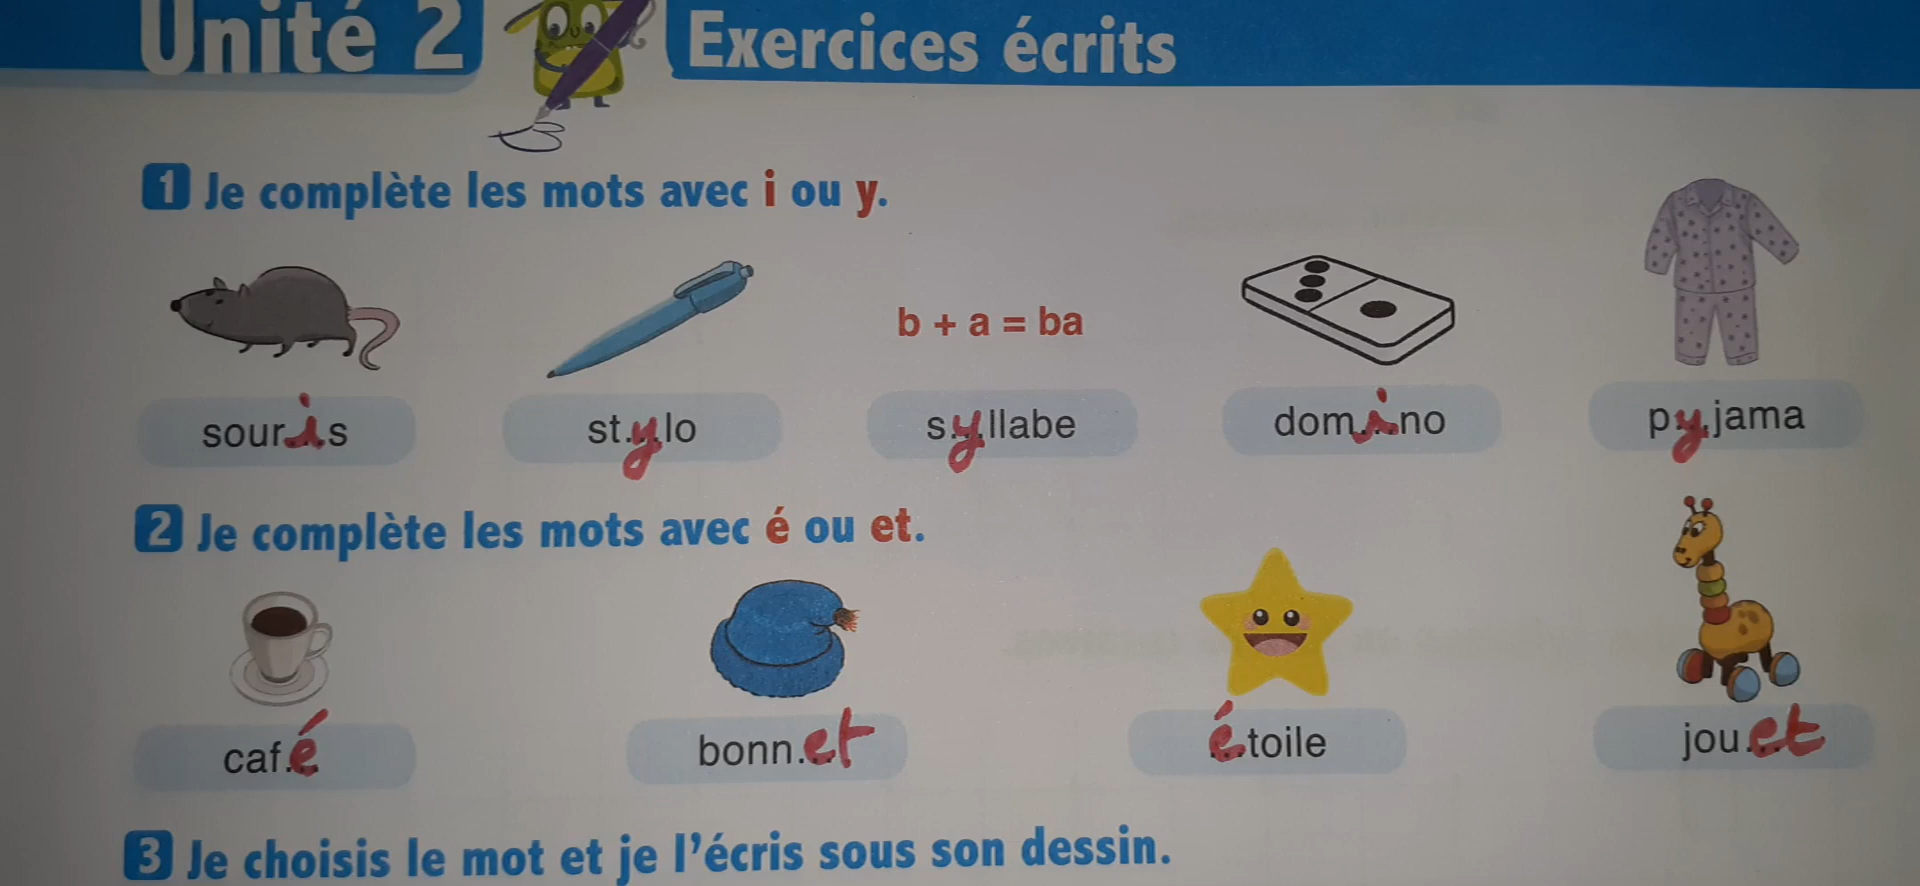 Unité 2 Exercices écrits
1 Je complète les mots avec i ou y.
b + a = ba
souris stylo syllabe domino pyjama
2 Je complète les mots avec é ou et.
café bonnet étoile jouet
3 Je choisis le mot et je l'écris sous son dessin.